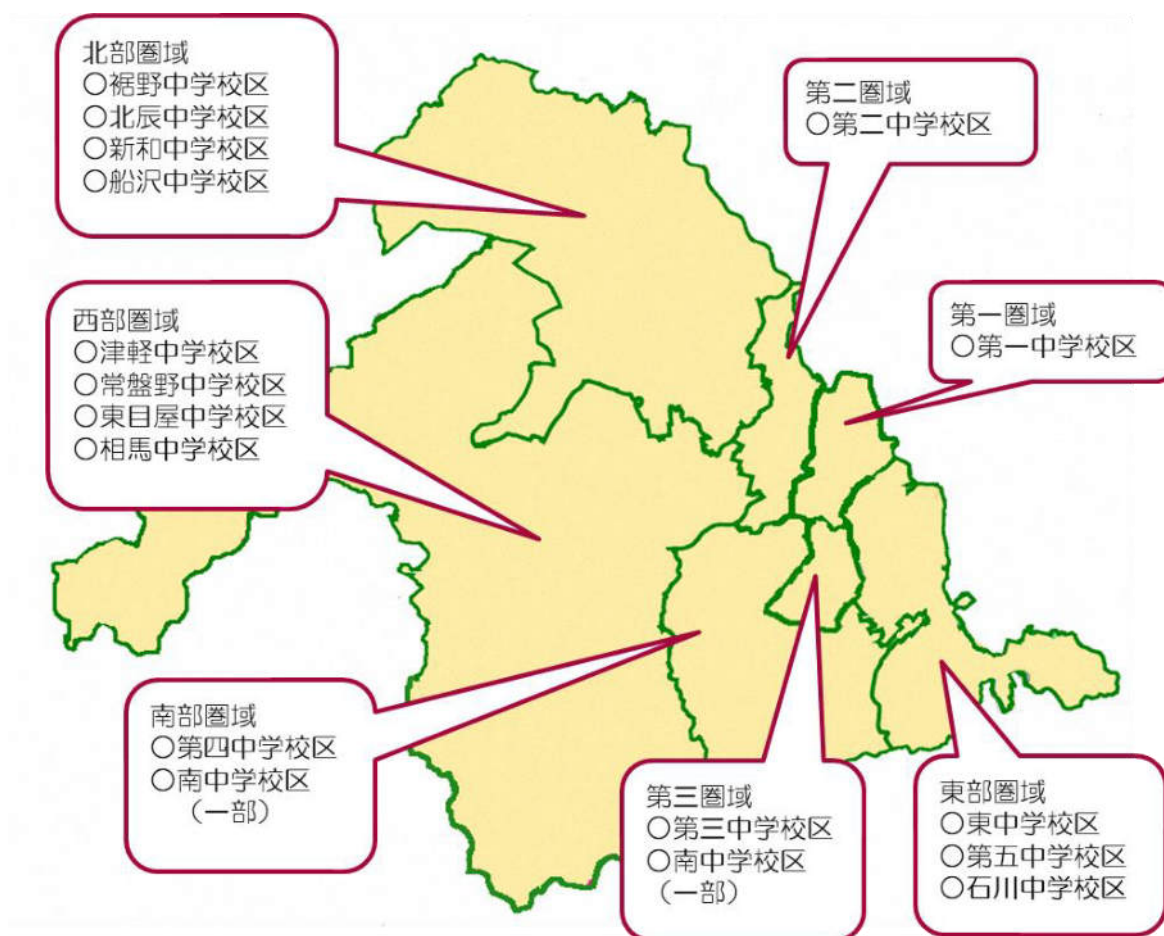 北部圏域
○裾野中学校区
○北辰中学校区
○新和中学校区
○船沢中学校区
第二圏域
○第二中学校区
第一圏域
○第一中学校区
西部圏域
○津軽中学校区
○常盤野中学校区
○東目屋中学校区
○相馬中学校区
南部圏域
○第四中学校区
○南中学校区
（一部）
第三圏域
○第三中学校区
○南中学校区
（一部）
東部圏域
○東中学校区
○第五中学校区
○石川中学校区